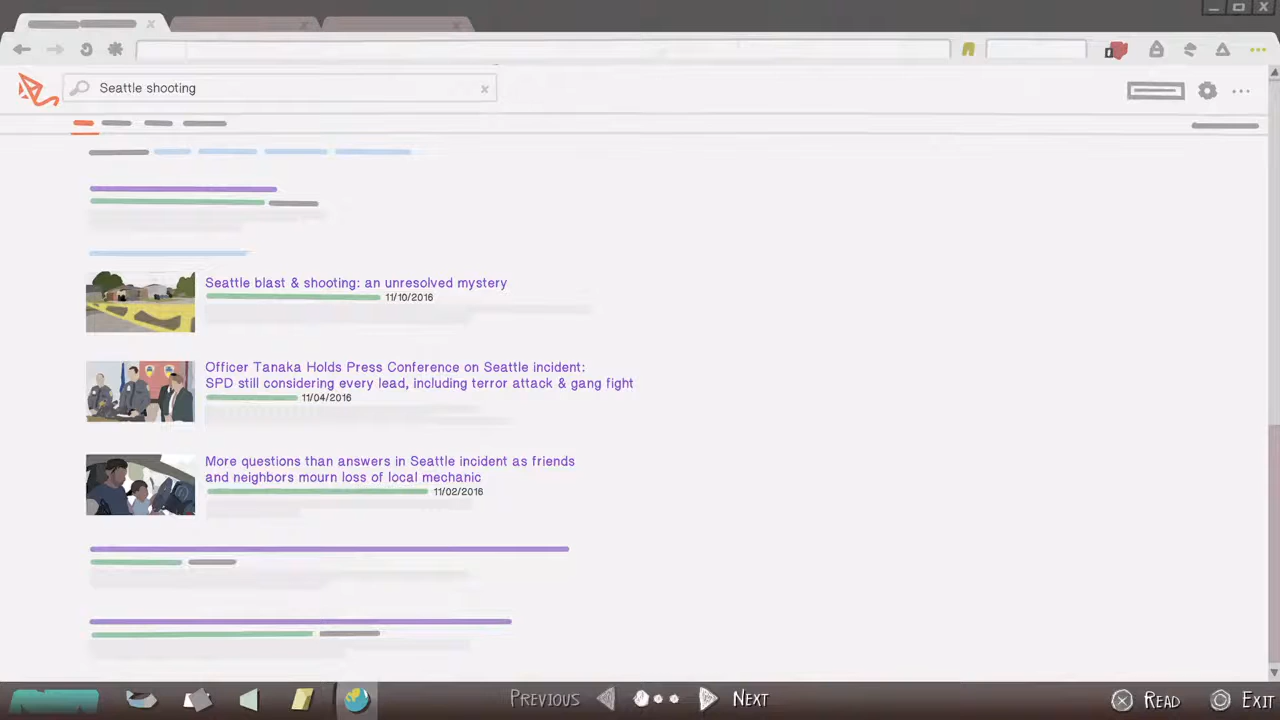 Seattle shooting
Seattle blast & shooting: an unresolved mystery
11/10/2016
Officer Tanaka Holds Press Conference on Seattle incident:
SPD still considering every lead, including terror attack & gang fight
11/04/2016
More questions than answers in Seattle incident as friends
and neighbors mourn loss of local mechanic
11/02/2016
Previous Next Read Exit